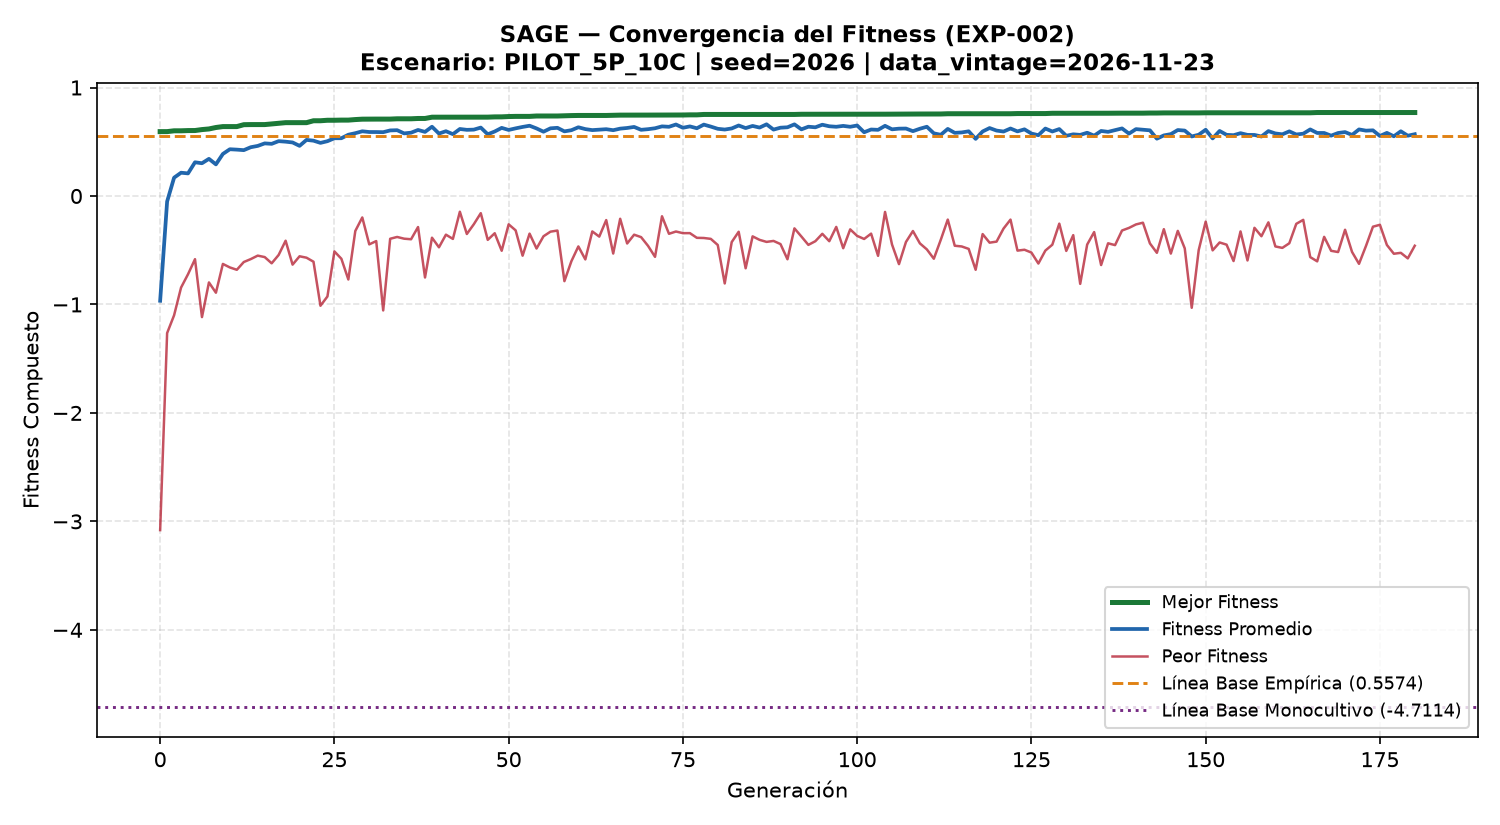 SAGE — Convergencia del Fitness (EXP-002)
Escenario: PILOT_5P_10C | seed=2026 | data_vintage=2026-11-23
Fitness Compuesto
1
0
−1
−2
−3
−4
Mejor Fitness
Fitness Promedio
Peor Fitness
Línea Base Empírica (0.5574)
Línea Base Monocultivo (-4.7114)
0
25
50
75
100
125
150
175
Generación